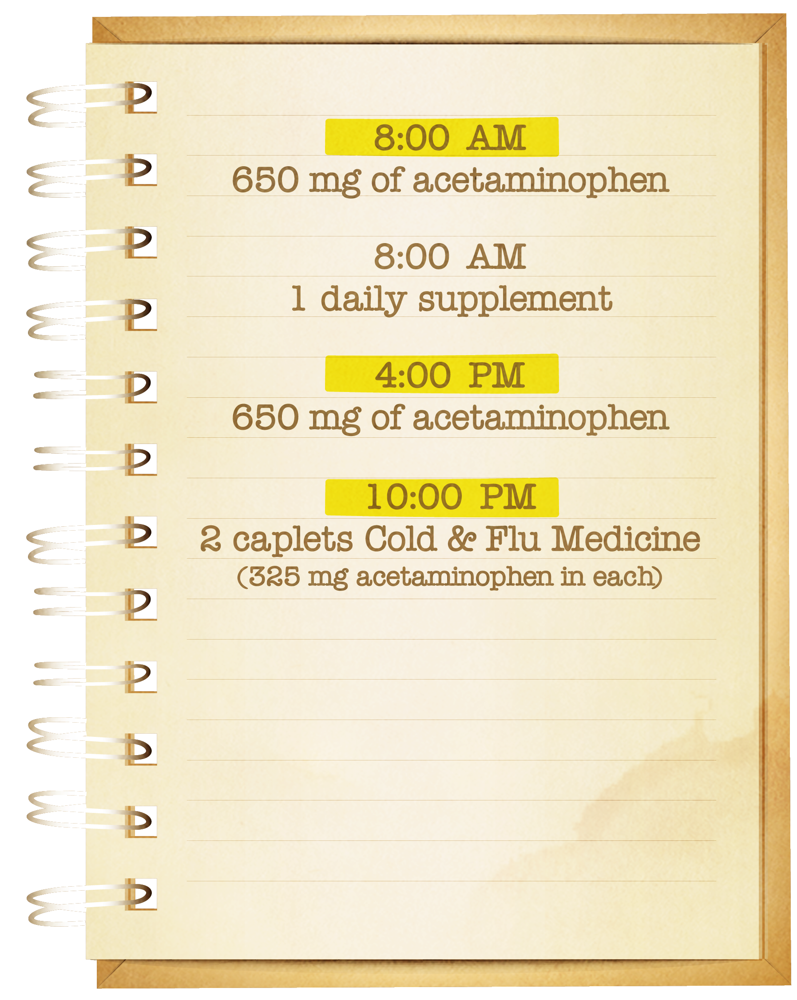 8:00 AM
650 mg of acetaminophen
8:00 AM
1 daily supplement
4:00 PM
650 mg of acetaminophen
10:00 PM
2 caplets Cold & Flu Medicine
(325 mg acetaminophen in each)